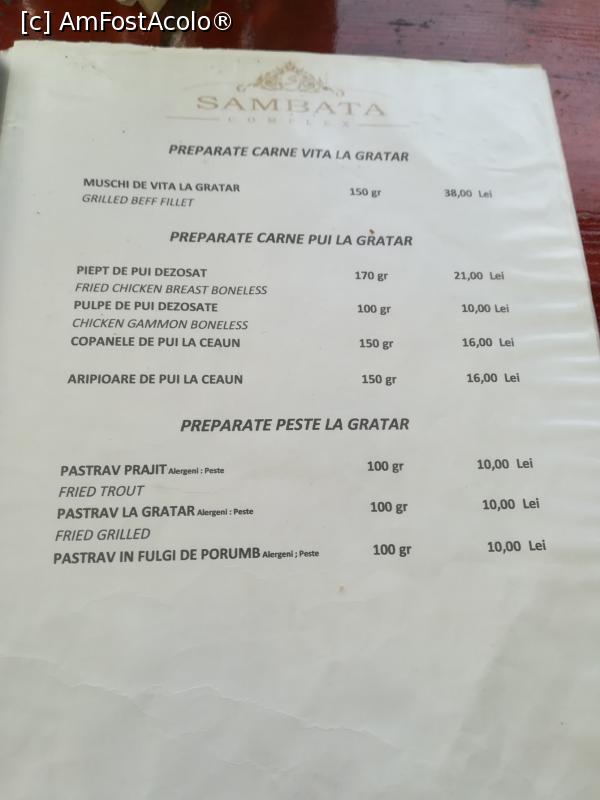 [c] AmFostAcolo®
SAMBATA
COMPLEX
PREPARATE CARNE VITA LA GRATAR
MUSCHI DE VITA LA GRATAR 150 gr 38,00 Lei
GRILLED BEFF FILLET
PREPARATE CARNE PUI LA GRATAR
PIEPT DE PUI DEZOSAT 170 gr 21,00 Lei
FRIED CHICKEN BREAST BONELESS
PULPE DE PUI DEZOSATE 100 gr 10,00 Lei
CHICKEN GAMMON BONELESS
COPANELE DE PUI LA CEAUN 150 gr 16,00 Lei
ARIPIOARE DE PUI LA CEAUN 150 gr 16,00 Lei
PREPARATE PESTE LA GRATAR
PASTRAV PRAJIT Alergeni : Peste 100 gr 10,00 Lei
FRIED TROUT
PASTRAV LA GRATAR Alergeni : Peste 100 gr 10,00 Lei
FRIED GRILLED
PASTRAV IN FULGI DE PORUMB Alergeni ; Peste 100 gr 10,00 Lei